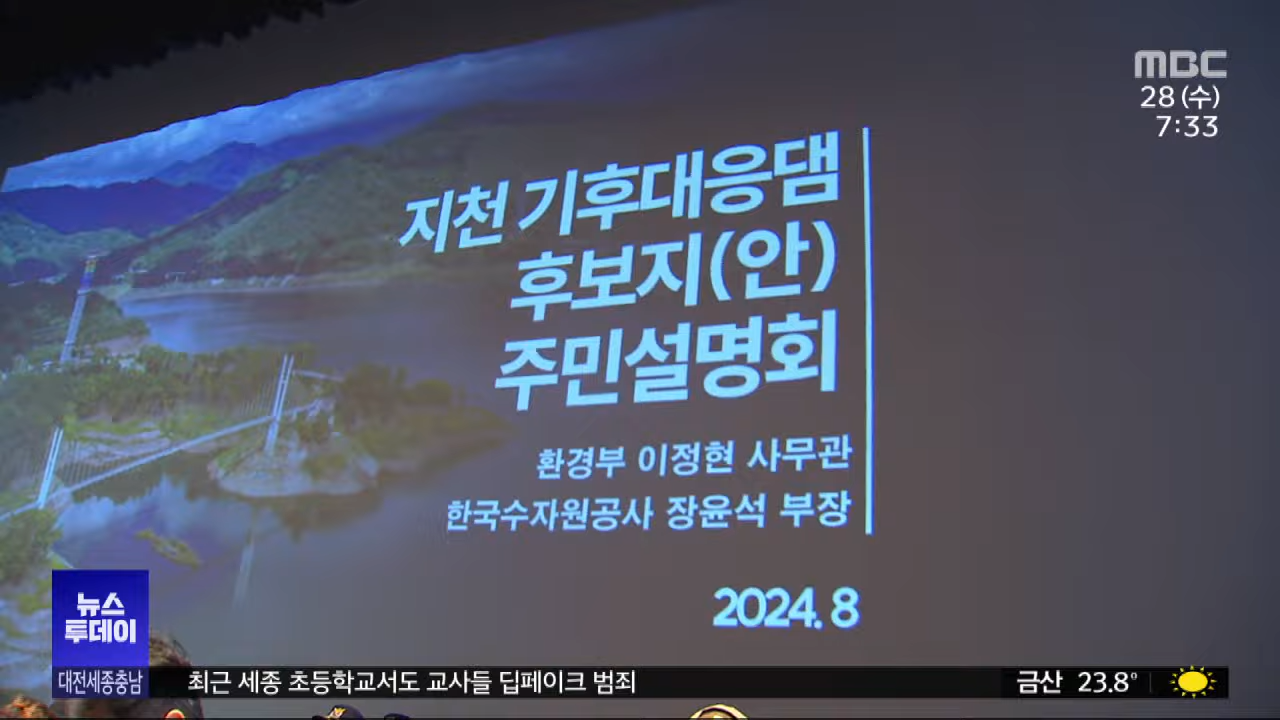 MBC
28(수)
7:33
지천 기후대응댐
후보지(안)
주민설명회
환경부 이정현 사무관
한국수자원공사 장윤석 부장
2024. 8
뉴스
투데이
대전세종충남
최근 세종 초등학교서도 교사들 딥페이크 범죄
금산 23.8°